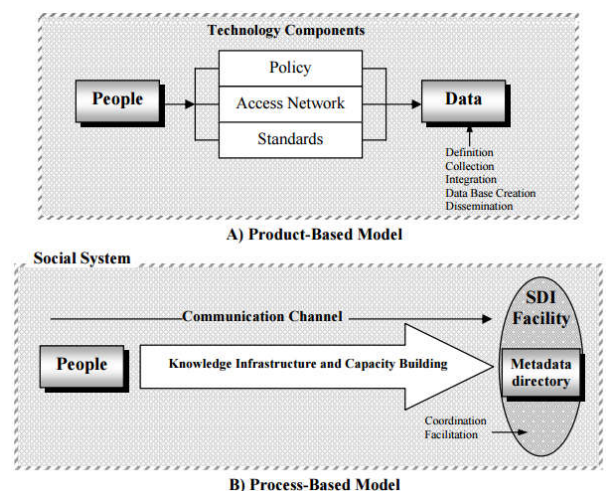 Technology Components
Policy
People
Access Network
Data
Standards
Definition
Collection
Integration
Data Base Creation
Dissemination
A) Product-Based Model
Social System
SDI
Facility
Communication Channel
People
Knowledge Infrastructure and Capacity Building
Metadata
directory
Coordination
Facilitation
B) Process-Based Model